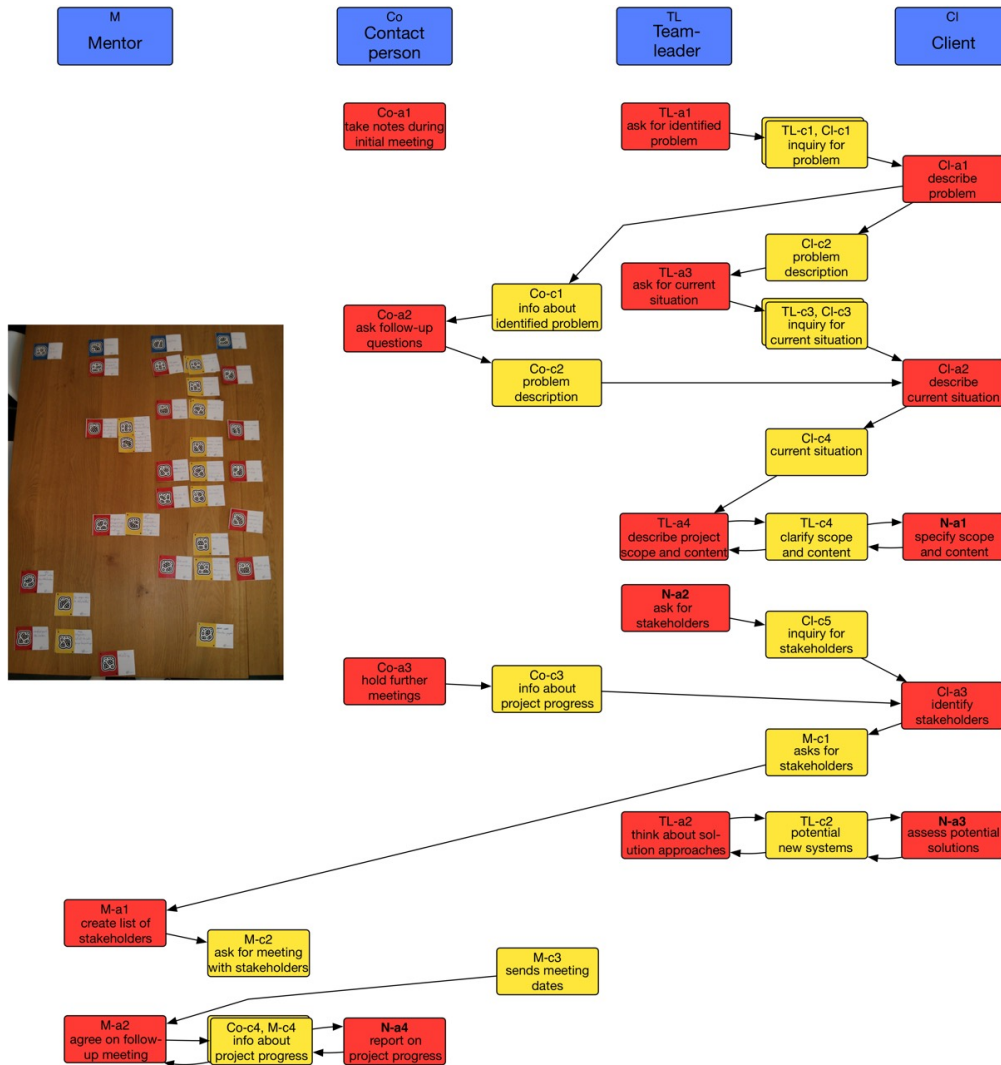 M
Mentor
Co
Contact
person
TL
Team-
leader
Cl
Client
Co-a1
take notes during
initial meeting
TL-a1
ask for identified
problem
TL-c1, Cl-c1
inquiry for
problem
Cl-a1
describe
problem
Cl-c2
problem
description
TL-a3
ask for current
situation
Co-c1
info about
identified problem
TL-c3, Cl-c3
inquiry for
current situation
Co-a2
ask follow-up
questions
Co-c2
problem
description
Cl-a2
describe
current situation
Cl-c4
current situation
TL-a4
describe project
scope and content
TL-c4
clarify scope
and content
N-a1
specify scope
and content
N-a2
ask for
stakeholders
Cl-c5
inquiry for
stakeholders
Co-a3
hold further
meetings
Co-c3
info about
project progress
Cl-a3
identify
stakeholders
M-c1
asks for
stakeholders
TL-a2
think about sol-
ution approaches
TL-c2
potential
new systems
N-a3
assess potential
solutions
M-a1
create list of
stakeholders
M-c2
ask for meeting
with stakeholders
M-c3
sends meeting
dates
M-a2
agree on follow-
up meeting
Co-c4, M-c4
info about
project progress
N-a4
report on
project progress